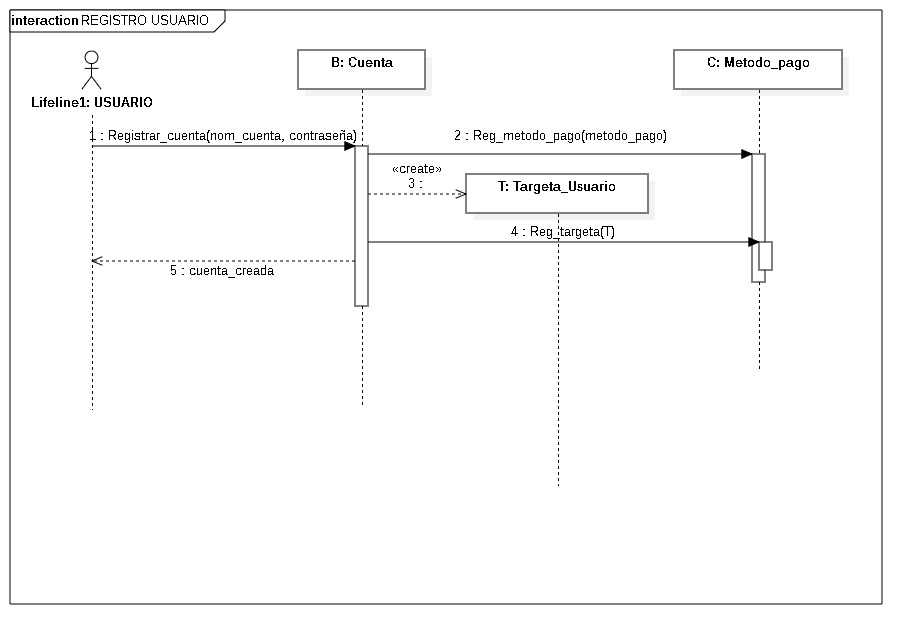 interaction REGISTRO USUARIO
B: Cuenta
C: Metodo_pago
Lifeline1: USUARIO
1 : Registrar_cuenta(nom_cuenta, contraseña)
2 : Reg_metodo_pago(metodo_pago)
«create»
3 :
T: Targeta_Usuario
4 : Reg_targeta(T)
5 : cuenta_creada